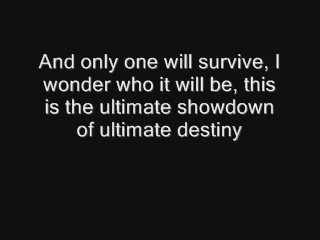 And only one will survive, I
wonder who it will be, this
is the ultimate showdown
of ultimate destiny